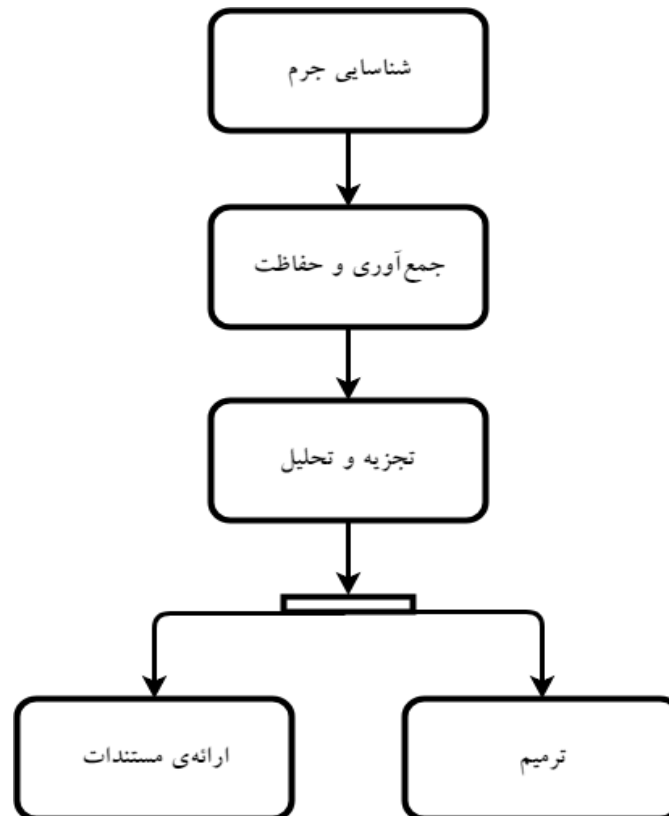 شناسایی جرم
جمع‌آوری و حفاظت
تجزیه و تحلیل
ترمیم
ارائه‌ی مستندات